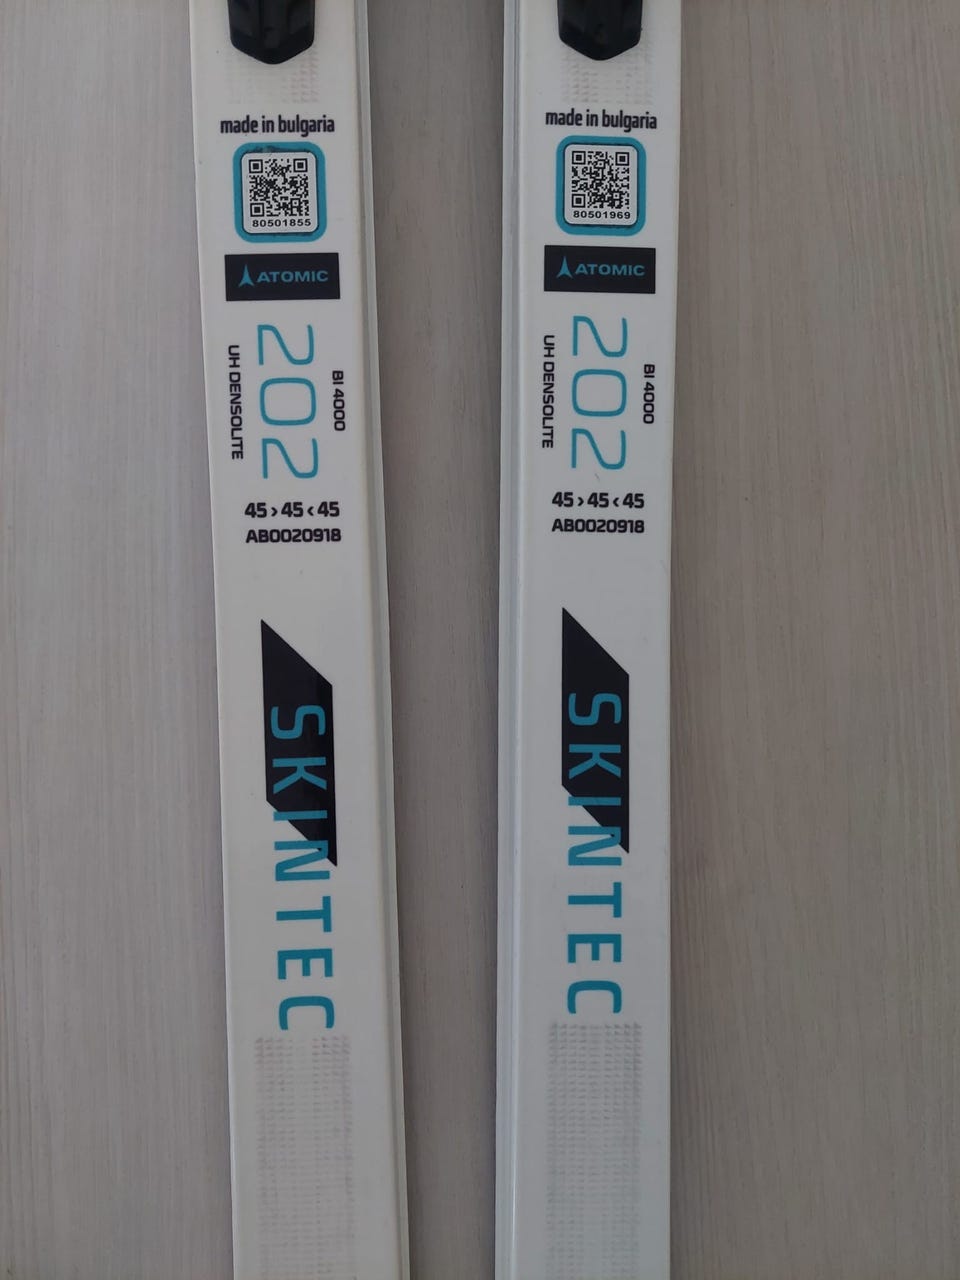 made in bulgaria
80501855
ATOMIC
202
BI 4000
UH DENSOLITE
45›45‹45
AB0020918
SKINTEC
made in bulgaria
80501969
ATOMIC
202
BI 4000
UH DENSOLITE
45›45‹45
AB0020918
SKINTEC